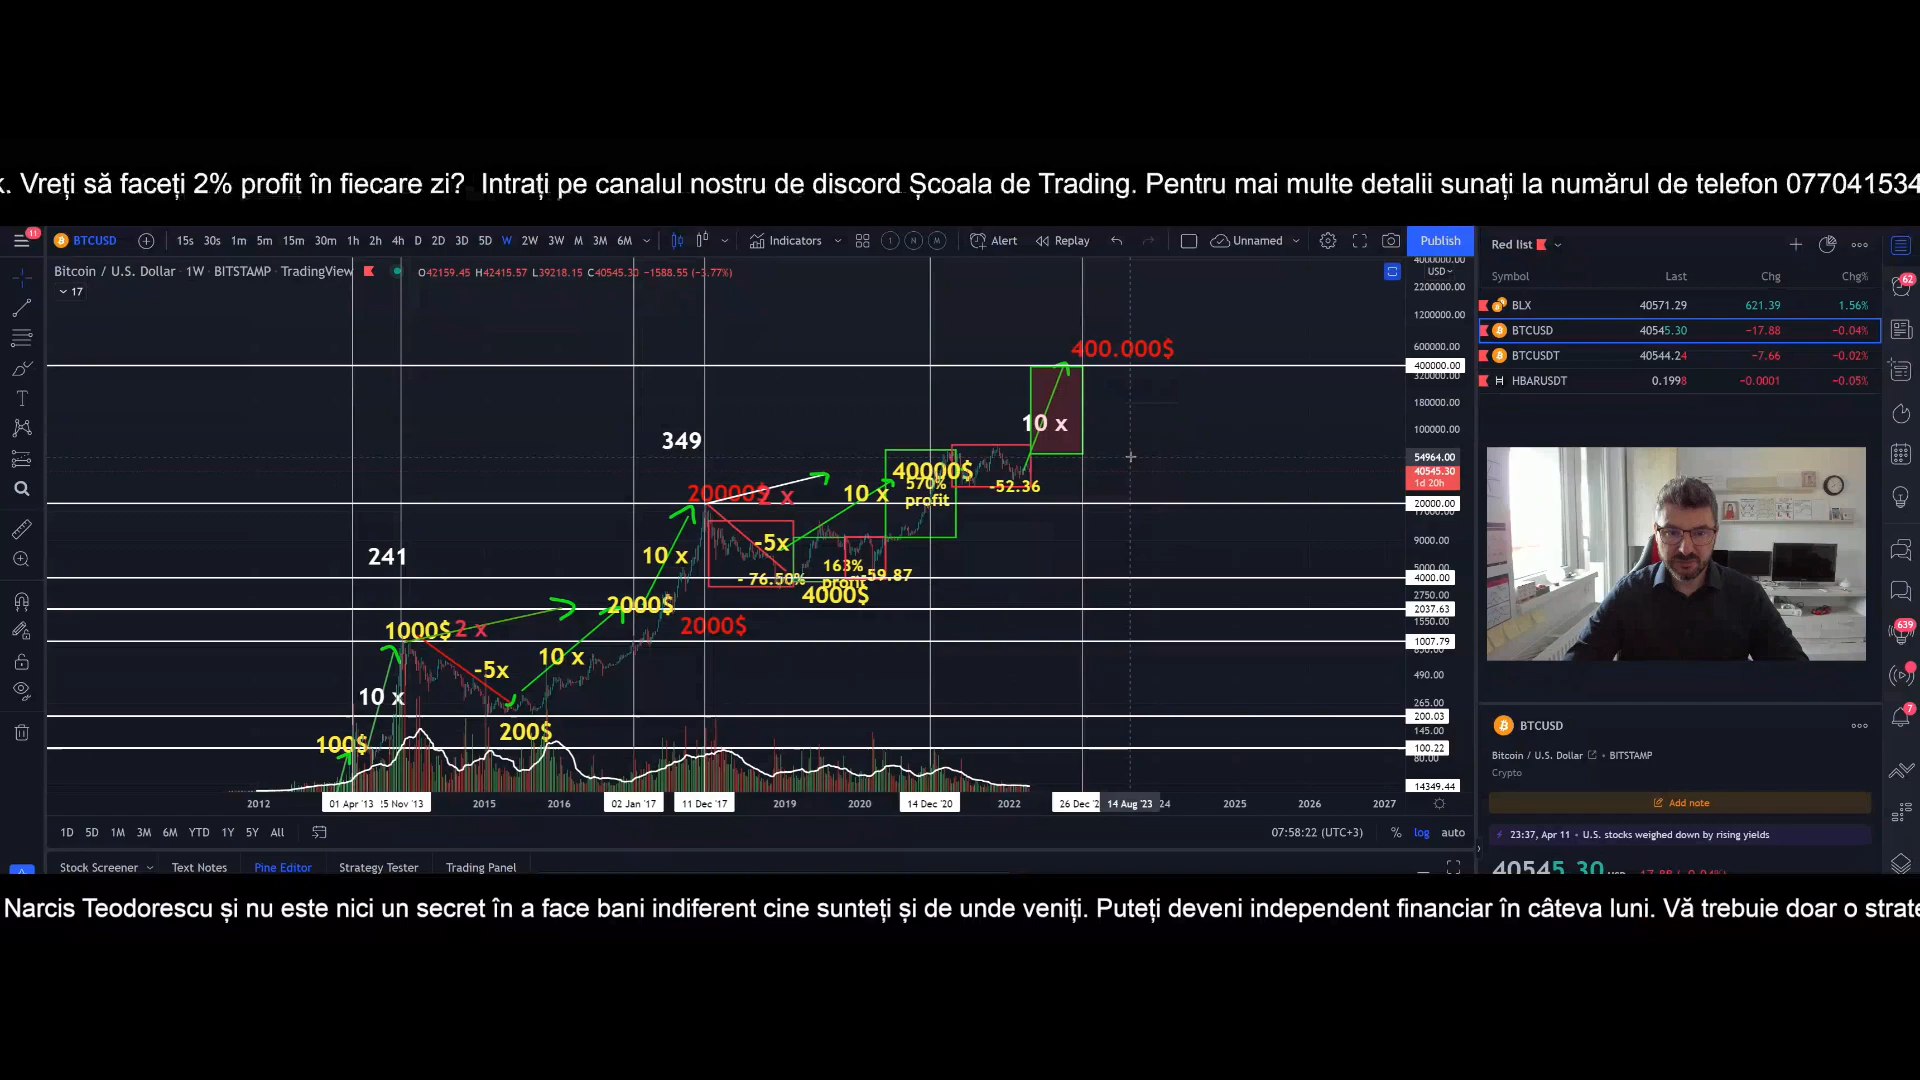 k. Vreți să faceți 2% profit în fiecare zi?  Intrați pe canalul nostru de discord Școala de Trading. Pentru mai multe detalii sunați la numărul de telefon 077041534
11
BTCUSD 15s 30s 1m 5m 15m 30m 1h 2h 4h D 2D 3D 5D W 2W 3W M 3M 6M Indicators 1 N M Alert Replay Unnamed Publish
Bitcoin / U.S. Dollar · 1W · BITSTAMP · TradingView
O42159.45 H42415.57 L39218.15 C40545.30 −1588.55 (−3.77%)
17
USD
2200000.00
1200000.00
600000.00
400000.00
180000.00
100000.00
54964.00
40545.30
1d 20h
20000.00
9000.00
4000.00
2750.00
2037.63
1550.00
1007.79
490.00
265.00
200.03
145.00
100.22
80.00
14349.44
400.000$
10 x
349
241
20000$
2 x
10 x
40000$
570%
profit
-52.36
-5x
- 76.50%
163%
profit
-59.87
4000$
10 x
2000$
2000$
1000$
2 x
-5x
10 x
10 x
200$
100$
2012 01 Apr '13 2015 2016 02 Jan '17 11 Dec '17 2019 2020 14 Dec '20 2022 26 Dec '2 14 Aug '23 24 2025 2026 2027
1D 5D 1M 3M 6M YTD 1Y 5Y All
07:58:22 (UTC+3) % log auto
Stock Screener Text Notes Pine Editor Strategy Tester Trading Panel
Red list
Symbol Last Chg Chg%
BLX 40571.29 621.39 1.56%
BTCUSD 40545.30 −17.88 −0.04%
BTCUSDT 40544.24 −7.66 −0.02%
HBARUSDT 0.1998 −0.0001 −0.05%
BTCUSD
Bitcoin / U.S. Dollar • BITSTAMP
Crypto
Add note
23:37, Apr 11 • U.S. stocks weighed down by rising yields
40545.30
62
639
7
Narcis Teodorescu și nu este nici un secret în a face bani indiferent cine sunteți și de unde veniți. Puteți deveni independent financiar în câteva luni. Vă trebuie doar o strate